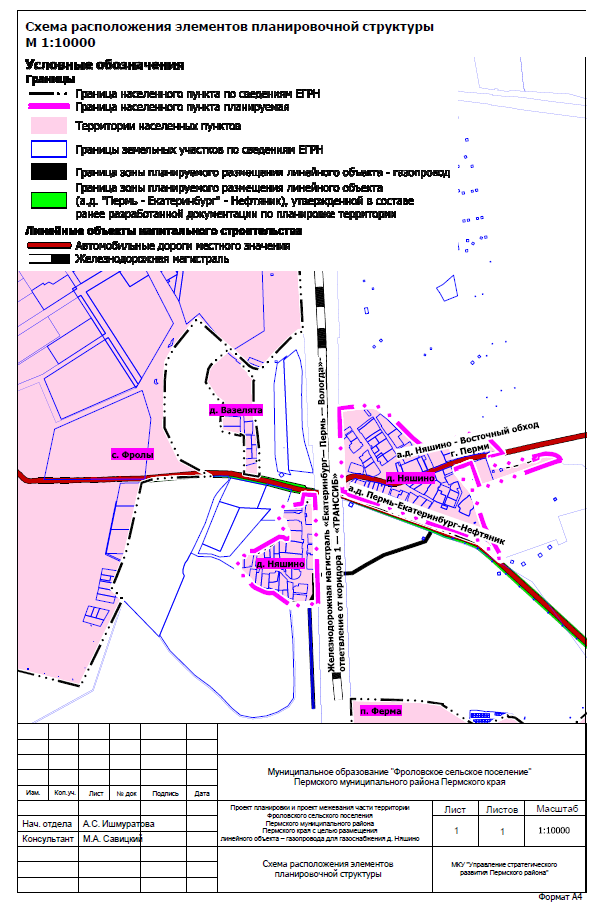 Схема расположения элементов планировочной структуры
М 1:10000
Условные обозначения
Границы
Граница населенного пункта по сведениям ЕГРН
Граница населенного пункта планируемая
Территории населенных пунктов
Границы земельных участков по сведениям ЕГРН
Граница зоны планируемого размещения линейного объекта - газопровод
Граница зоны планируемого размещения линейного объекта
(а.д. "Пермь - Екатеринбург" - Нефтяник), утвержденной в составе
ранее разработанной документации по планировке территории
Линейные объекты капитального строительства
Автомобильные дороги местного значения
Железнодорожная магистраль
д. Вазелята
с. Фролы
а.д. Няшино - Восточный обход
г. Перми
д. Няшино
а.д. Пермь-Екатеринбург-Нефтяник
д. Няшино
Железнодорожная магистраль «Екатеринбург— Пермь — Вологда»-
ответвление от коридора 1 — «ТРАНССИБ»
п. Ферма
Муниципальное образование "Фроловское сельское поселение"
Пермского муниципального района Пермского края
Изм. Кол.уч. Лист № док Подпись Дата
Проект планировки и проект межевания части территории
Фроловского сельского поселения
Пермского муниципального района
Пермского края с целью размещения
линейного объекта – газопровода для газоснабжения д. Няшино
Лист Листов Масштаб
1 1 1:10000
Нач. отдела А.С. Ишмуратова
Консультант М.А. Савицкий
Схема расположения элементов
планировочной структуры
МКУ "Управление стратегического
развития Пермского района"
Формат А4